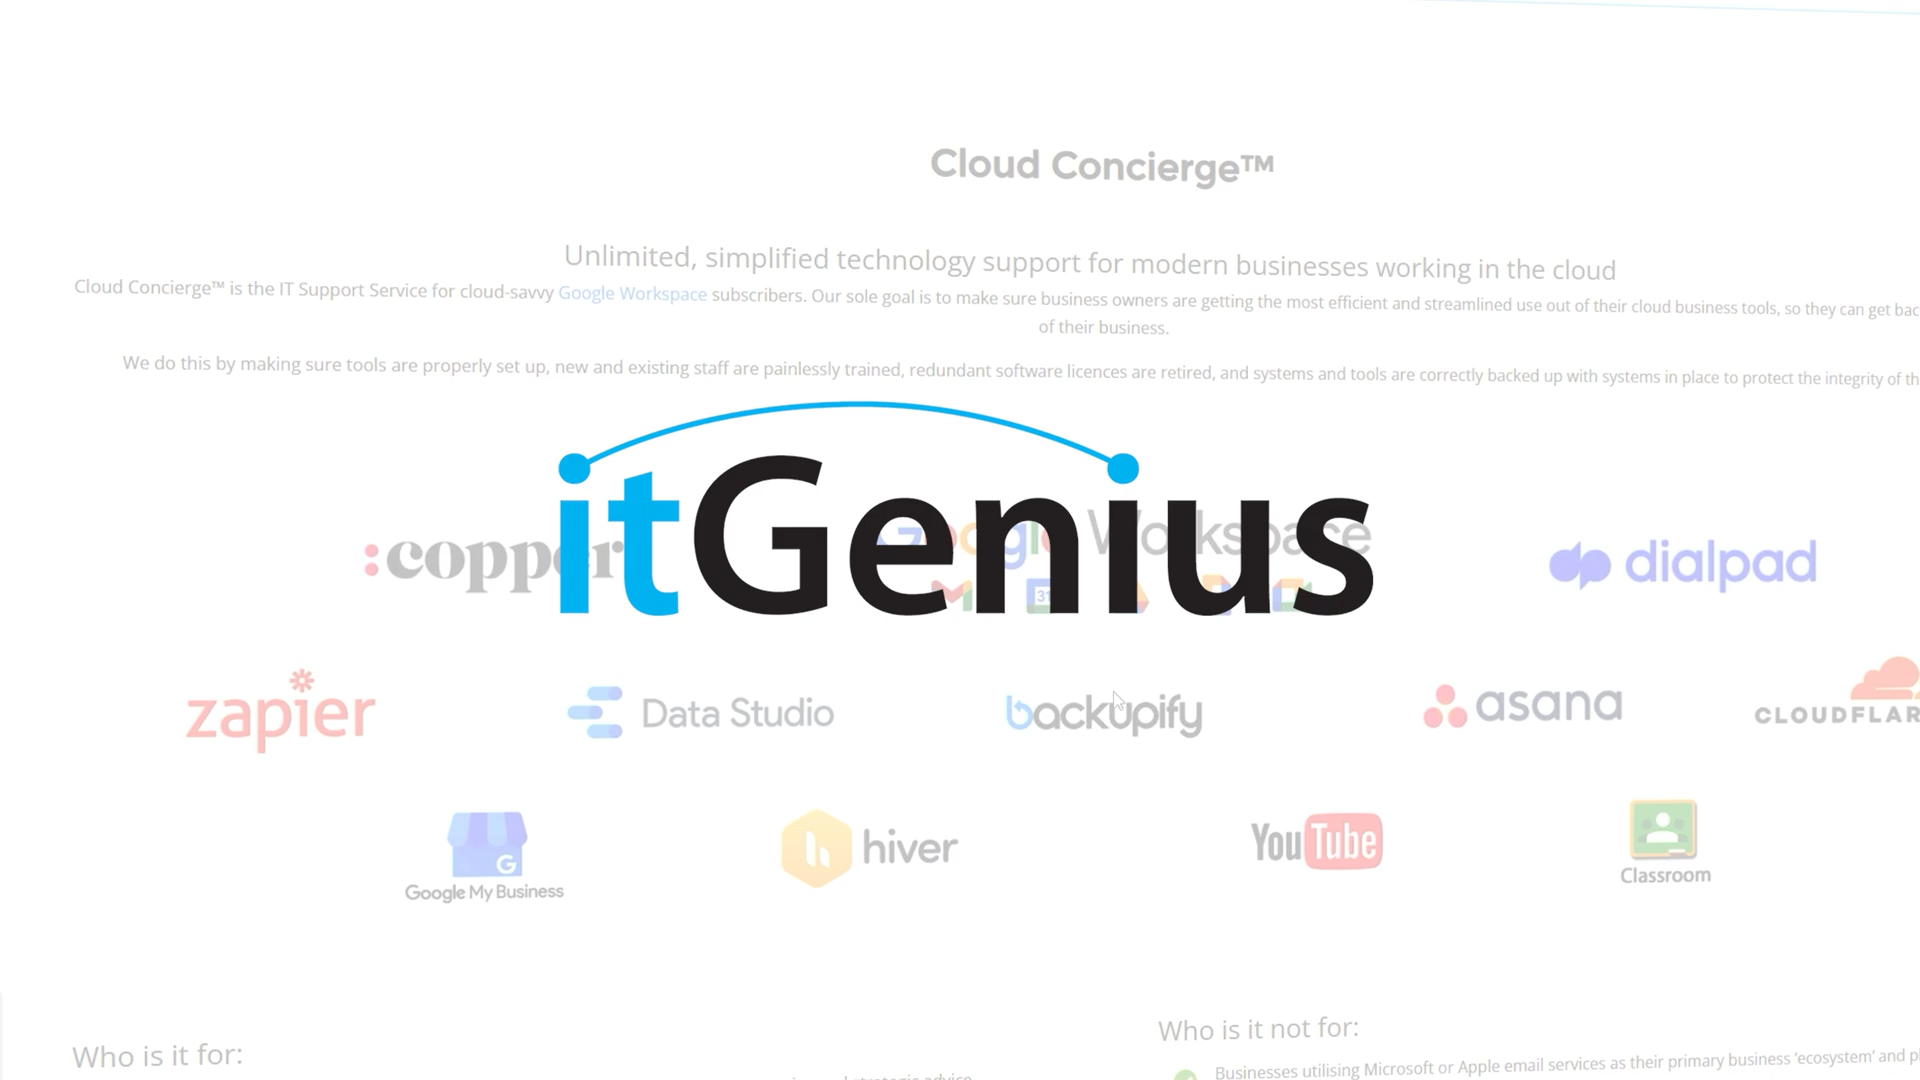 Cloud Concierge™
Unlimited, simplified technology support for modern businesses working in the cloud
Cloud Concierge™ is the IT Support Service for cloud-savvy Google Workspace subscribers. Our sole goal is to make sure business owners are getting the most efficient and streamlined use out of their cloud business tools, so they can get bac
of their business.
We do this by making sure tools are properly set up, new and existing staff are painlessly trained, redundant software licences are retired, and systems and tools are correctly backed up with systems in place to protect the integrity of th
itGenius
copper
Google Workspace
31
dialpad
zapier
Data Studio
backupify
asana
CLOUDFLAR
G
Google My Business
h hiver
YouTube
Classroom
Who is it for:
Who is it not for:
Businesses utilising Microsoft or Apple email services as their primary business ‘ecosystem’ and pl